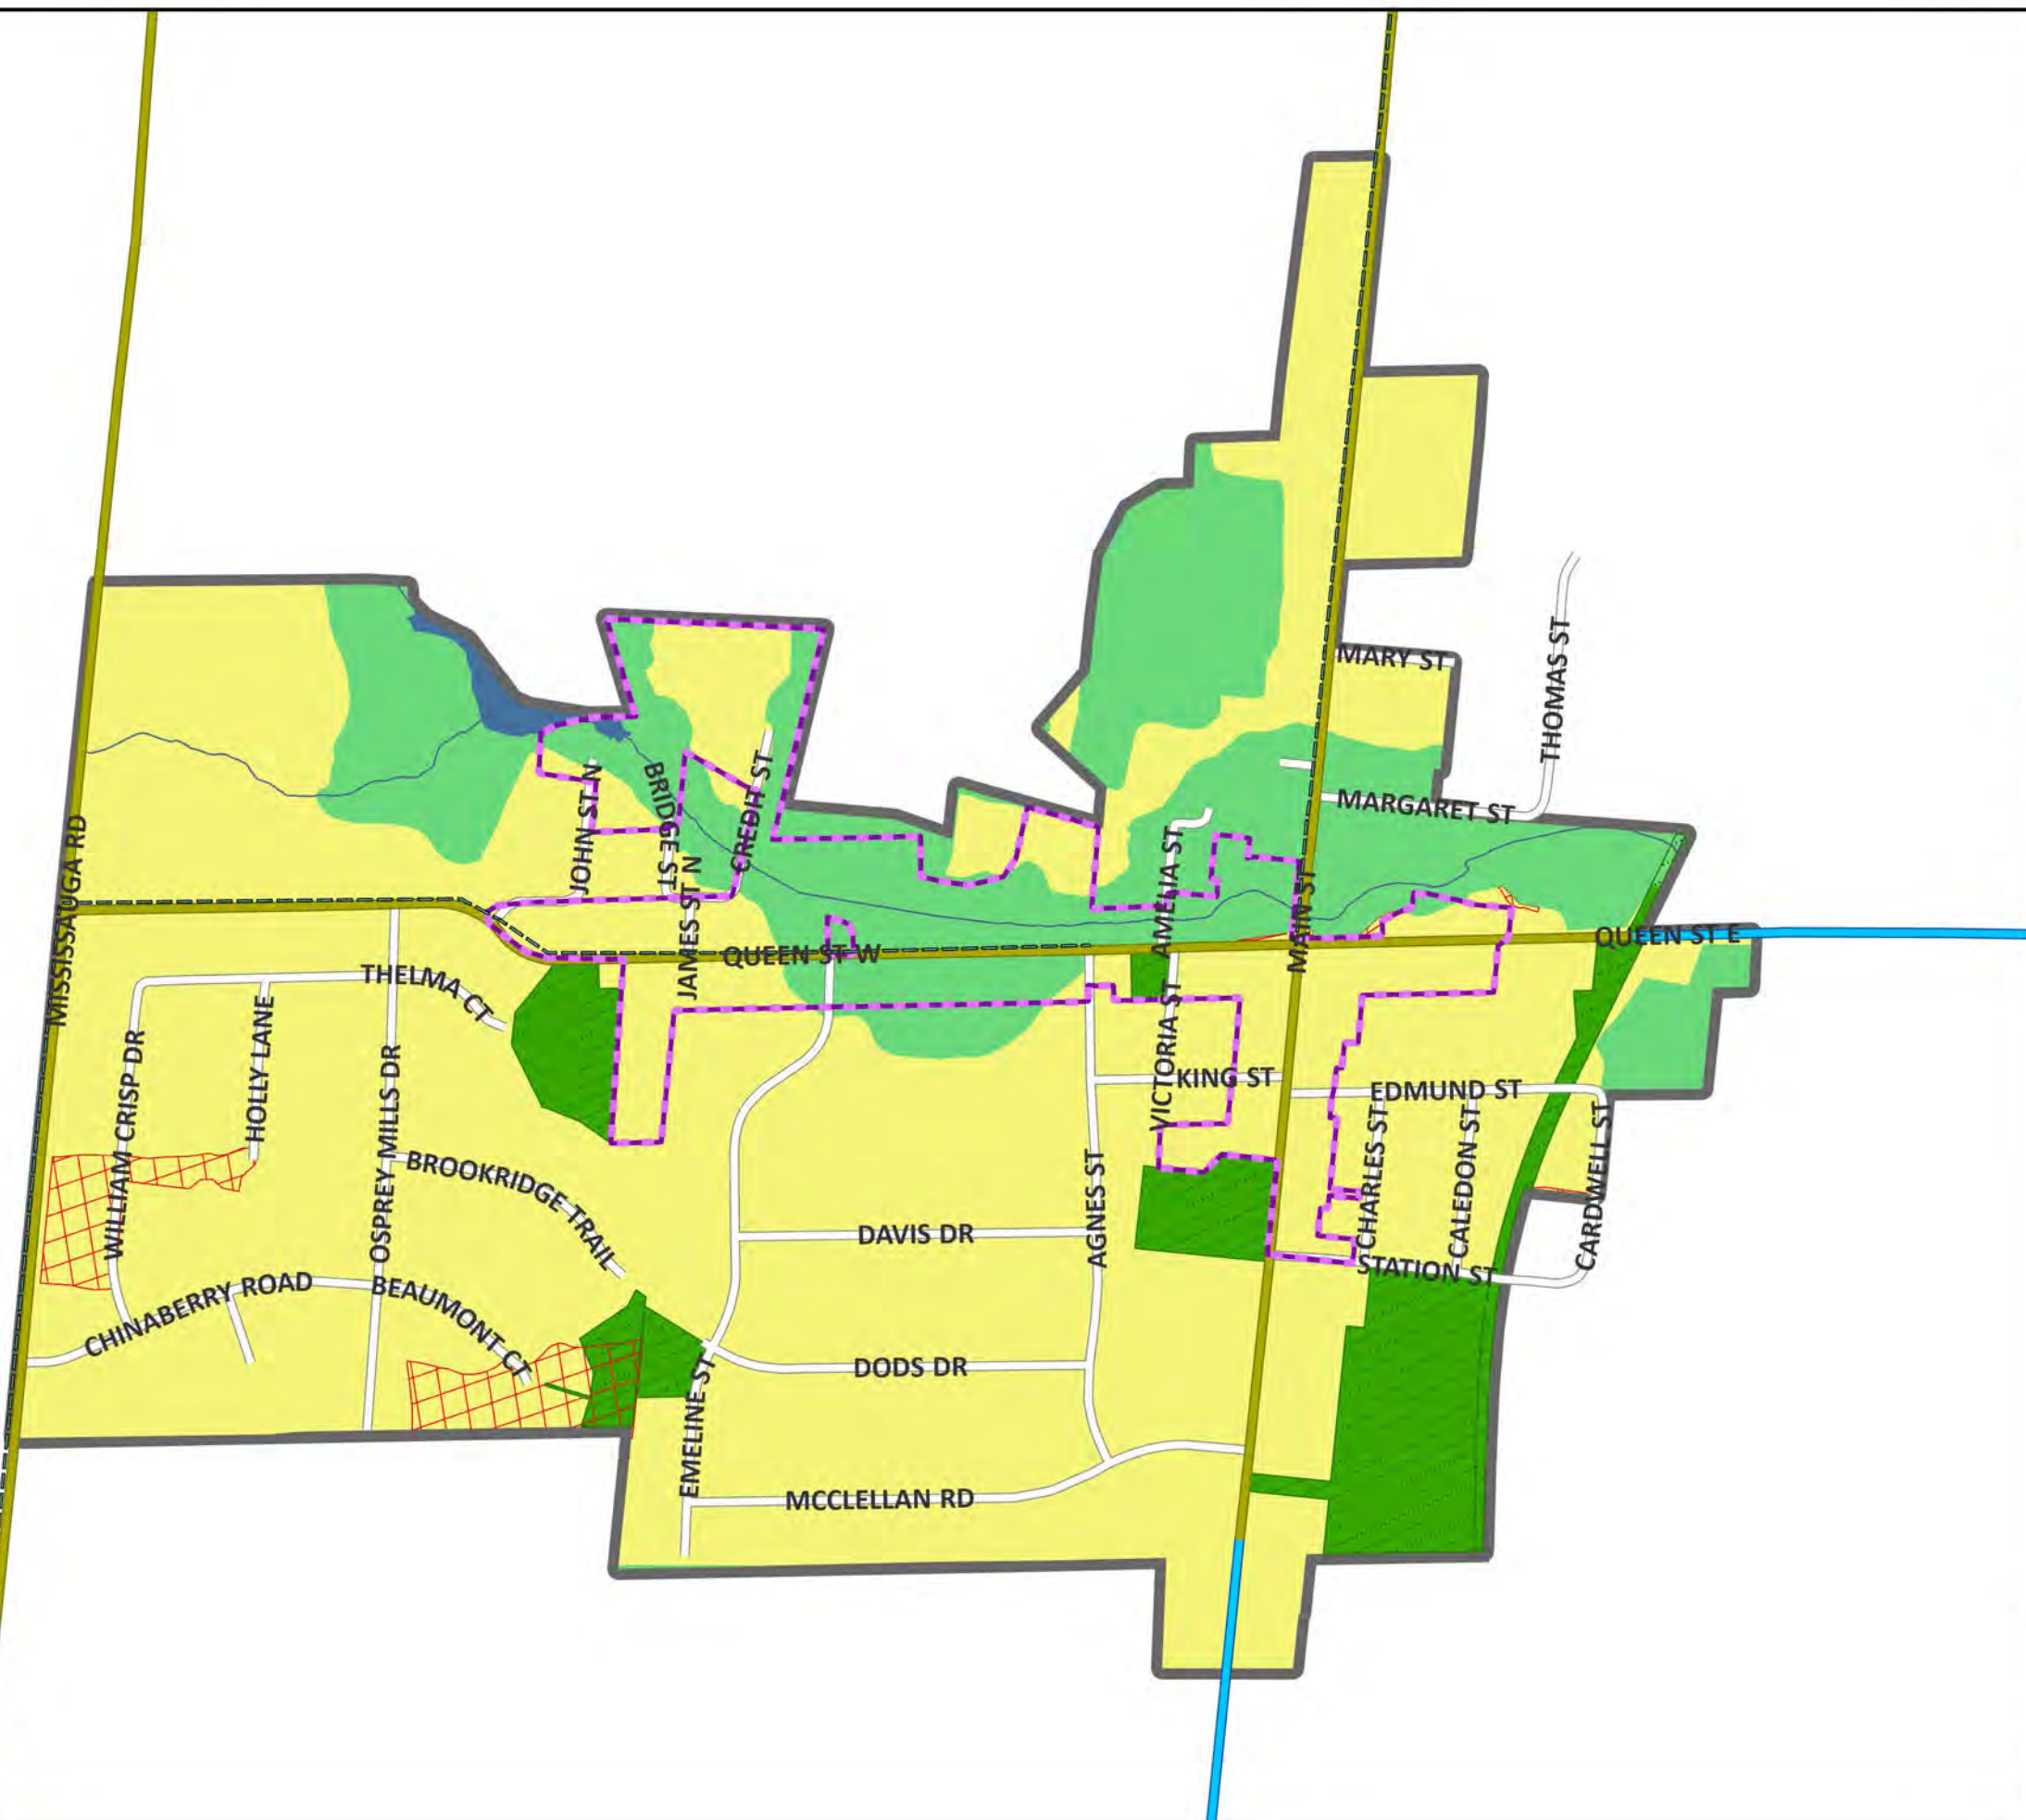 MARY ST
THOMAS ST
MARGARET ST
JOHN ST N
BRIDGE ST
CREDIT ST
JAMES ST N
AMELIA ST
MAIN ST
MISSISSAUGA RD
QUEEN ST W
QUEEN ST E
THELMA CT
WILLIAM CRISP DR
HOLLY LANE
OSPREY MILLS DR
VICTORIA ST
KING ST
EDMUND ST
BROOKRIDGE TRAIL
CHARLES ST
CALEDON ST
CARDWELL ST
DAVIS DR
AGNES ST
STATION ST
CHINABERRY ROAD
BEAUMONT CT
DODS DR
EMELINE ST
MCCLELLAN RD